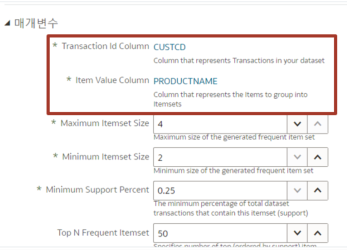 매개변수
* Transaction Id Column CUSTCD
Column that represents Transactions in your dataset
* Item Value Column PRODUCTNAME
Column that represents the Items to group into
Itemsets
* Maximum Itemset Size 4
Maximum size of the generated frequent item set
* Minimum Itemset Size 2
Minimum size of the generated frequent item set
* Minimum Support Percent 0.25
The minimum percentage of total dataset
transactions that contain this itemset (support)
Top N Frequent Itemset 50
Specifies number of top (ordered by support) item